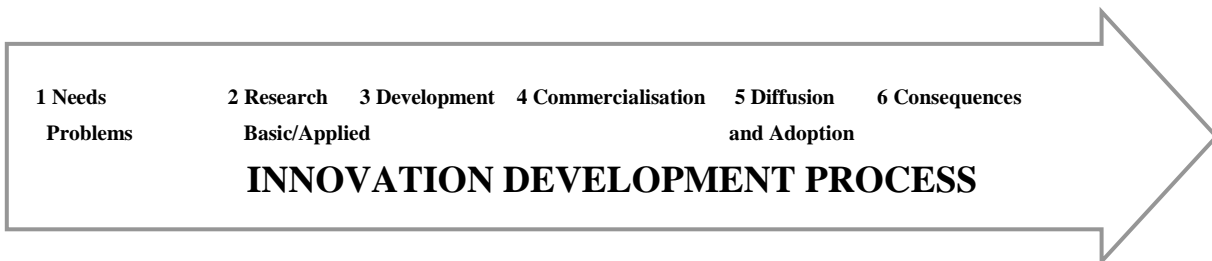 1 Needs 2 Research 3 Development 4 Commercialisation 5 Diffusion 6 Consequences
Problems Basic/Applied and Adoption
INNOVATION DEVELOPMENT PROCESS